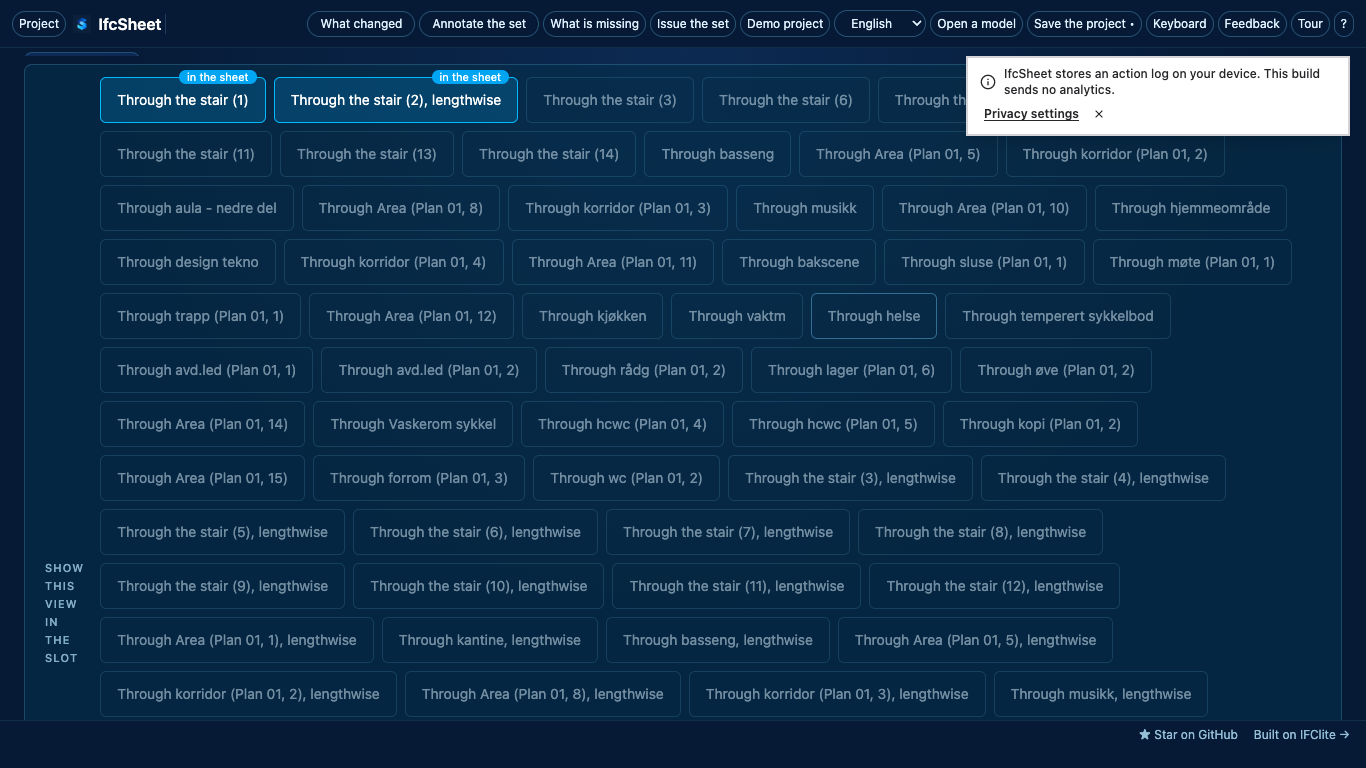 Project IfcSheet What changed Annotate the set What is missing Issue the set Demo project English Open a model Save the project • Keyboard Feedback Tour ?
IfcSheet stores an action log on your device. This build
sends no analytics.
Privacy settings ×
in the sheet in the sheet
Through the stair (1) Through the stair (2), lengthwise Through the stair (3) Through the stair (6) Through th
Through the stair (11) Through the stair (13) Through the stair (14) Through basseng Through Area (Plan 01, 5) Through korridor (Plan 01, 2)
Through aula - nedre del Through Area (Plan 01, 8) Through korridor (Plan 01, 3) Through musikk Through Area (Plan 01, 10) Through hjemmeområde
Through design tekno Through korridor (Plan 01, 4) Through Area (Plan 01, 11) Through bakscene Through sluse (Plan 01, 1) Through møte (Plan 01, 1)
Through trapp (Plan 01, 1) Through Area (Plan 01, 12) Through kjøkken Through vaktm Through helse Through temperert sykkelbod
Through avd.led (Plan 01, 1) Through avd.led (Plan 01, 2) Through rådg (Plan 01, 2) Through lager (Plan 01, 6) Through øve (Plan 01, 2)
Through Area (Plan 01, 14) Through Vaskerom sykkel Through hcwc (Plan 01, 4) Through hcwc (Plan 01, 5) Through kopi (Plan 01, 2)
Through Area (Plan 01, 15) Through forrom (Plan 01, 3) Through wc (Plan 01, 2) Through the stair (3), lengthwise Through the stair (4), lengthwise
Through the stair (5), lengthwise Through the stair (6), lengthwise Through the stair (7), lengthwise Through the stair (8), lengthwise
Through the stair (9), lengthwise Through the stair (10), lengthwise Through the stair (11), lengthwise Through the stair (12), lengthwise
Through Area (Plan 01, 1), lengthwise Through kantine, lengthwise Through basseng, lengthwise Through Area (Plan 01, 5), lengthwise
Through korridor (Plan 01, 2), lengthwise Through Area (Plan 01, 8), lengthwise Through korridor (Plan 01, 3), lengthwise Through musikk, lengthwise
SHOW
THIS
VIEW
IN
THE
SLOT
Star on GitHub Built on IFClite →